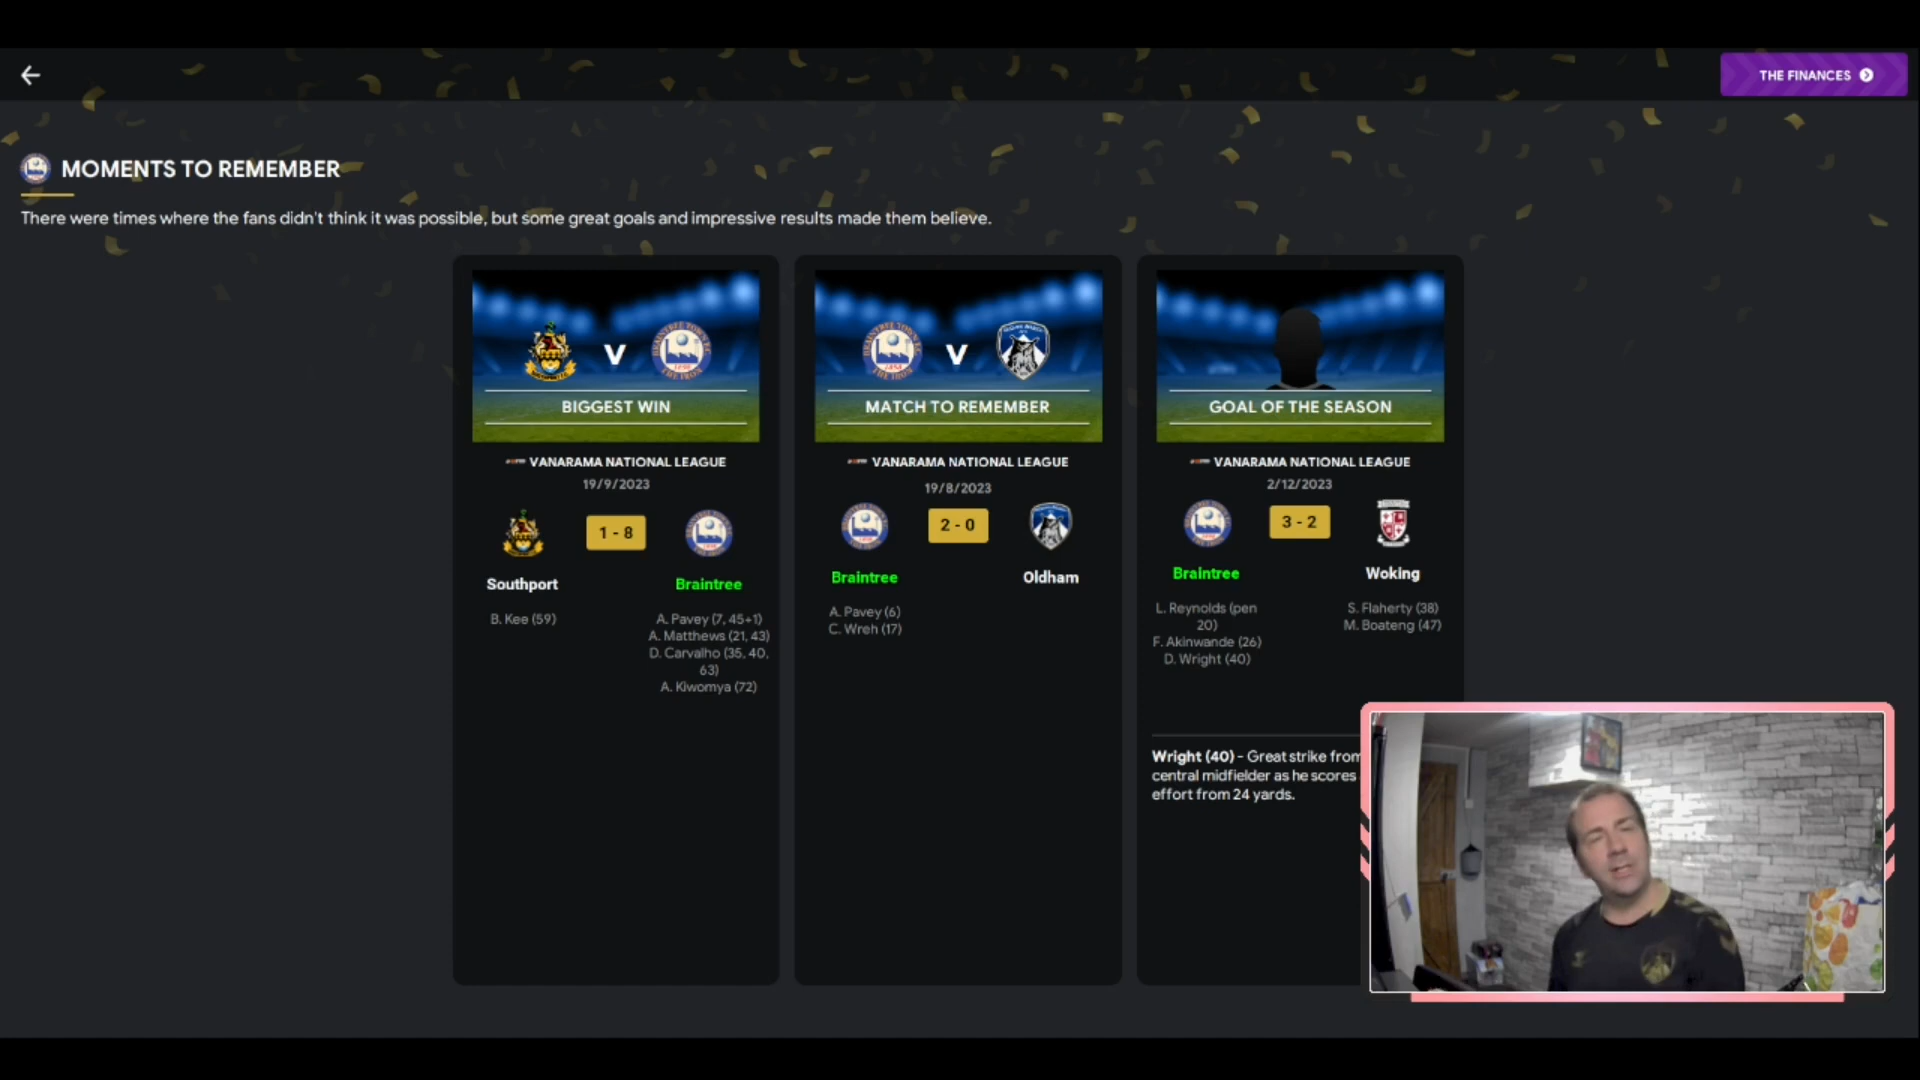 THE FINANCES
MOMENTS TO REMEMBER
There were times where the fans didn't think it was possible, but some great goals and impressive results made them believe.
V
BIGGEST WIN
VANARAMA NATIONAL LEAGUE
19/9/2023
1 - 8
Southport
Braintree
B. Kee (59)
A. Pavey (7, 45+1)
A. Matthews (21, 43)
D. Carvalho (35, 40,
63)
A. Kiwomya (72)
V
MATCH TO REMEMBER
VANARAMA NATIONAL LEAGUE
19/8/2023
2 - 0
Braintree
Oldham
A. Pavey (6)
C. Wreh (17)
GOAL OF THE SEASON
VANARAMA NATIONAL LEAGUE
2/12/2023
3 - 2
Braintree
Woking
L. Reynolds (pen
20)
F. Akinwande (26)
D. Wright (40)
S. Flaherty (38)
M. Boateng (47)
Wright (40) - Great strike from
central midfielder as he scores
effort from 24 yards.